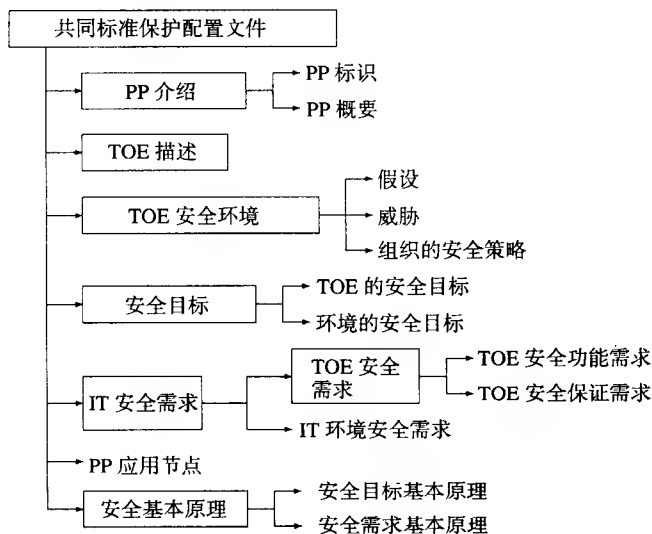 共同标准保护配置文件
PP 介绍
PP 标识
PP 概要
TOE 描述
TOE 安全环境
假设
威胁
组织的安全策略
安全目标
TOE 的安全目标
环境的安全目标
IT 安全需求
TOE 安全
需求
TOE 安全功能需求
TOE 安全保证需求
IT 环境安全需求
PP 应用节点
安全基本原理
安全目标基本原理
安全需求基本原理